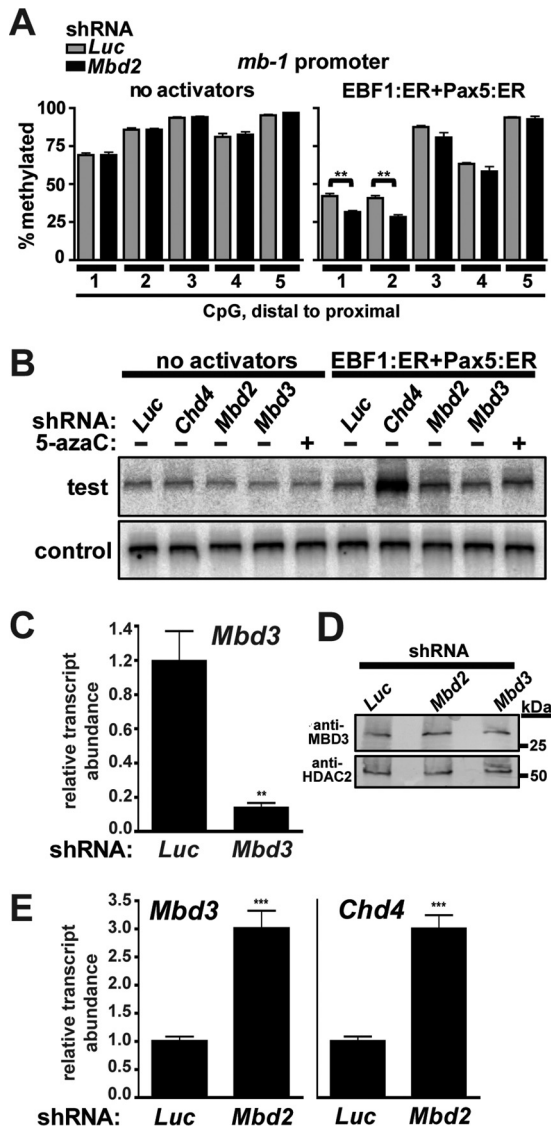 A
shRNA
Luc
Mbd2
mb-1 promoter
no activators EBF1:ER+Pax5:ER
% methylated
100
75
50
25
0
** **
1 2 3 4 5 1 2 3 4 5
CpG, distal to proximal
B
no activators EBF1:ER+Pax5:ER
shRNA: Luc Chd4 Mbd2 Mbd3 Luc Chd4 Mbd2 Mbd3
5-azaC: – – – – + – – – – +
test
control
C
Mbd3
relative transcript
abundance
1.4
1.2
1.0
0.8
0.6
0.4
0.2
0.0
**
shRNA: Luc Mbd3
D
shRNA
Luc Mbd2 Mbd3
kDa
anti-
MBD3
25
anti-
HDAC2
50
E
Mbd3 Chd4
relative transcript
abundance
3.5
3.0
2.5
2.0
1.5
1.0
0.5
0.0
*** ***
shRNA: Luc Mbd2 Luc Mbd2